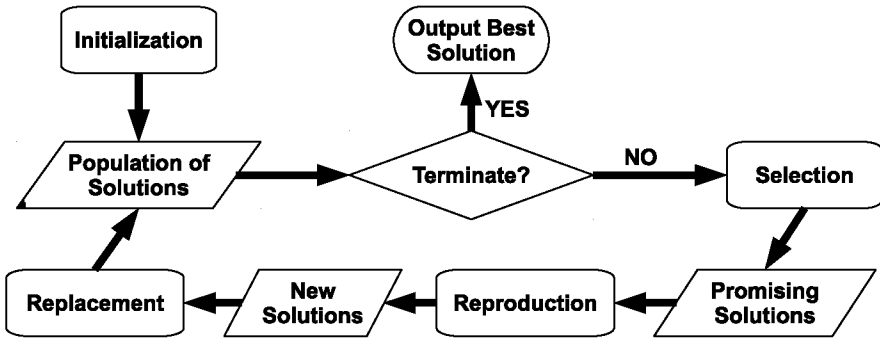 Initialization
Output Best
Solution
YES
Population of
Solutions
Terminate?
NO
Selection
Replacement
New
Solutions
Reproduction
Promising
Solutions